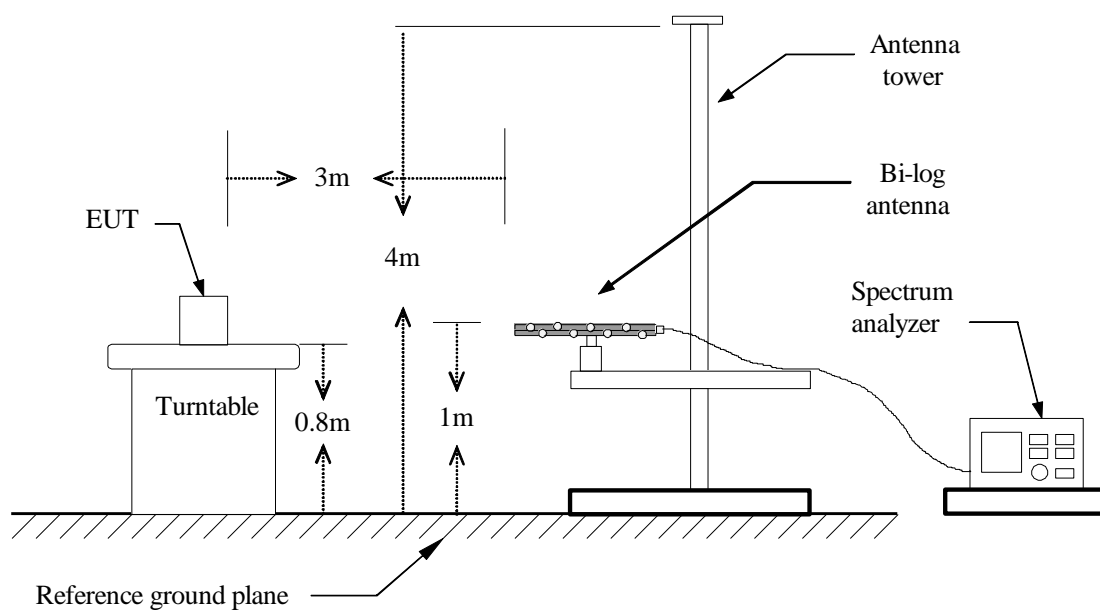 Antenna
tower
3m
Bi-log
antenna
EUT
4m
Spectrum
analyzer
Turntable
0.8m
1m
Reference ground plane